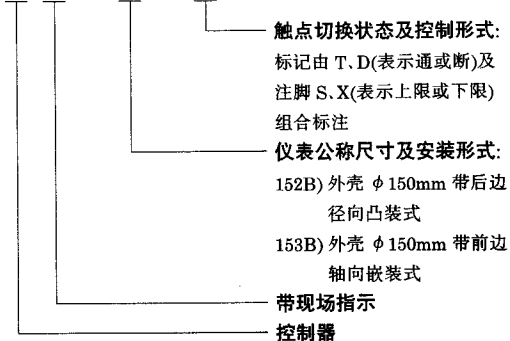 触点切换状态及控制形式:
标记由 T、D(表示通或断)及
注脚 S、X(表示上限或下限)
组合标注
仪表公称尺寸及安装形式:
152B) 外壳 φ150mm 带后边
径向凸装式
153B) 外壳 φ150mm 带前边
轴向嵌装式
带现场指示
控制器